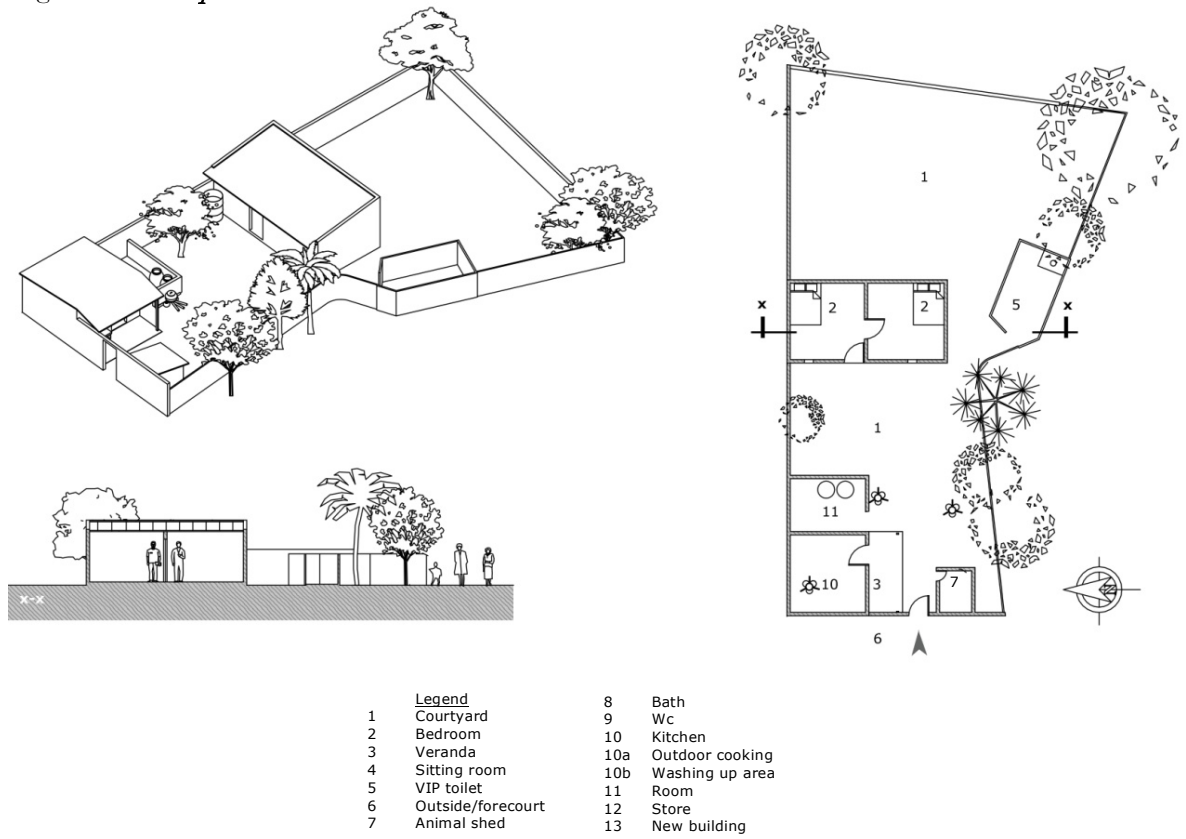 1
x
2
2
5
x
1
11
10
3
7
6
N
x-x
Legend
1 Courtyard
2 Bedroom
3 Veranda
4 Sitting room
5 VIP toilet
6 Outside/forecourt
7 Animal shed
8 Bath
9 Wc
10 Kitchen
10a Outdoor cooking
10b Washing up area
11 Room
12 Store
13 New building